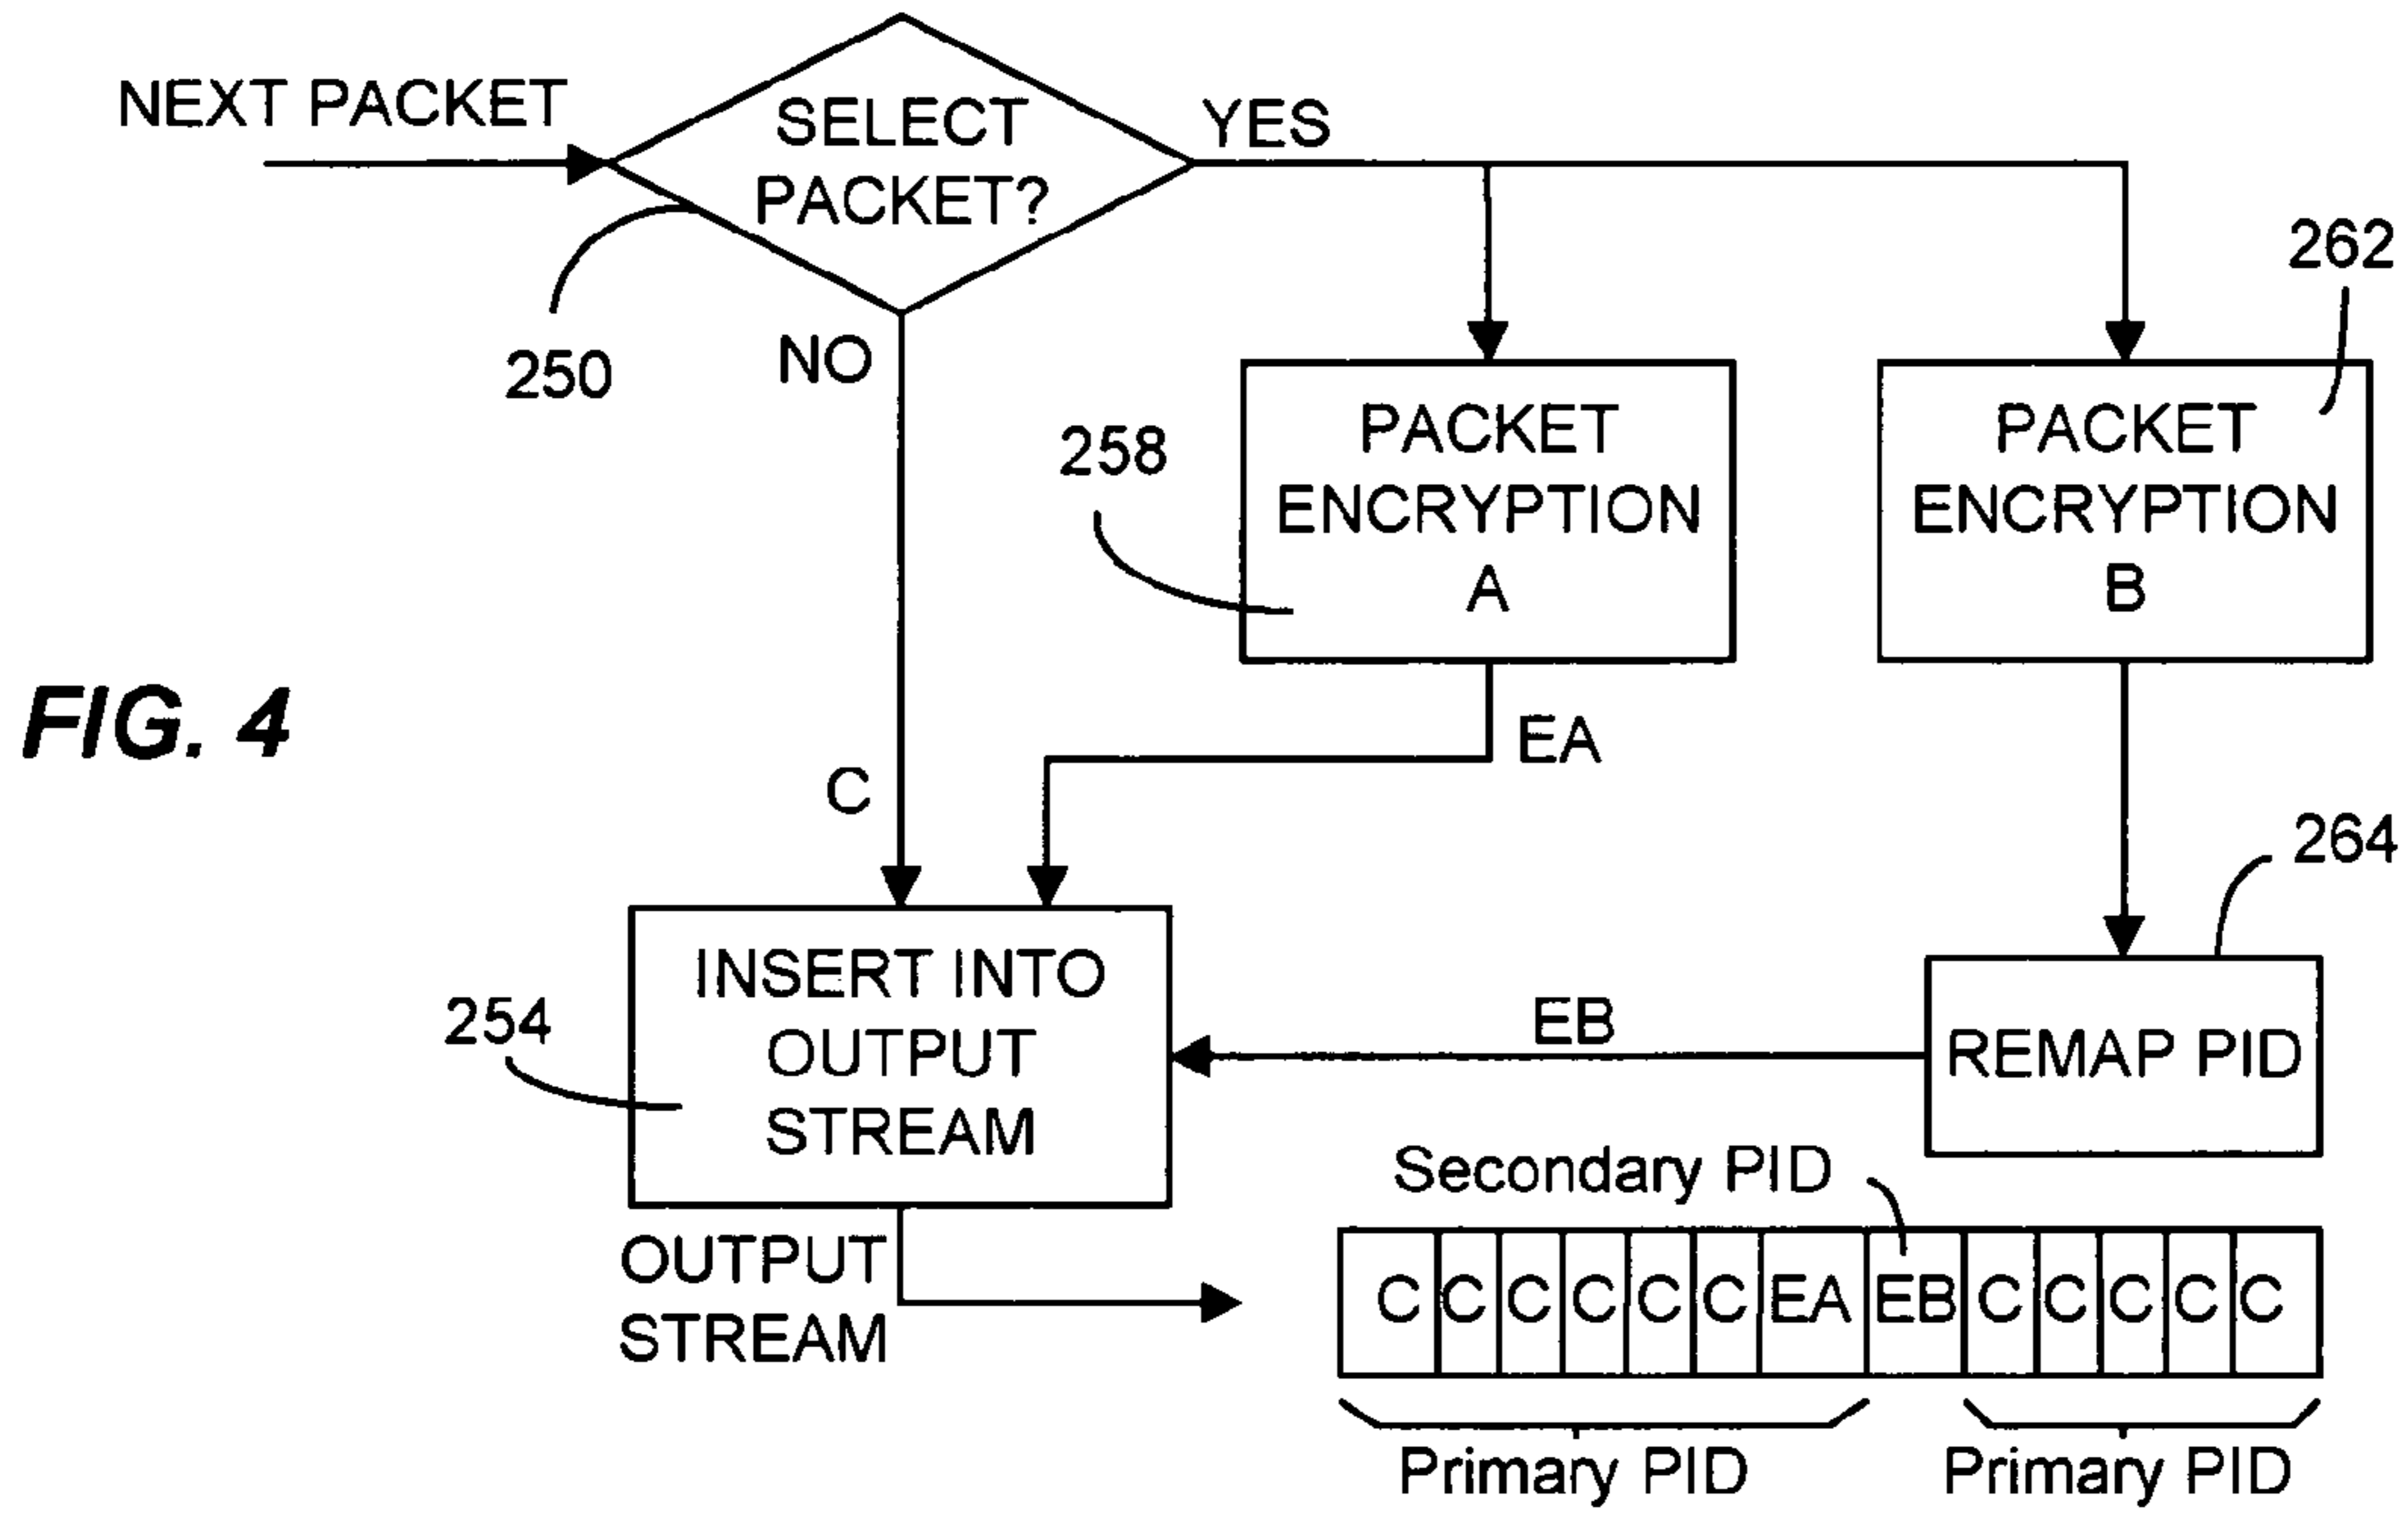 NEXT PACKET
SELECT
PACKET?
YES
NO
250
262
258
PACKET
ENCRYPTION
A
PACKET
ENCRYPTION
B
FIG. 4
C
EA
264
254
INSERT INTO
OUTPUT
STREAM
EB
REMAP PID
Secondary PID
OUTPUT
STREAM
C C C C C C EA EB C C C C C
Primary PID
Primary PID